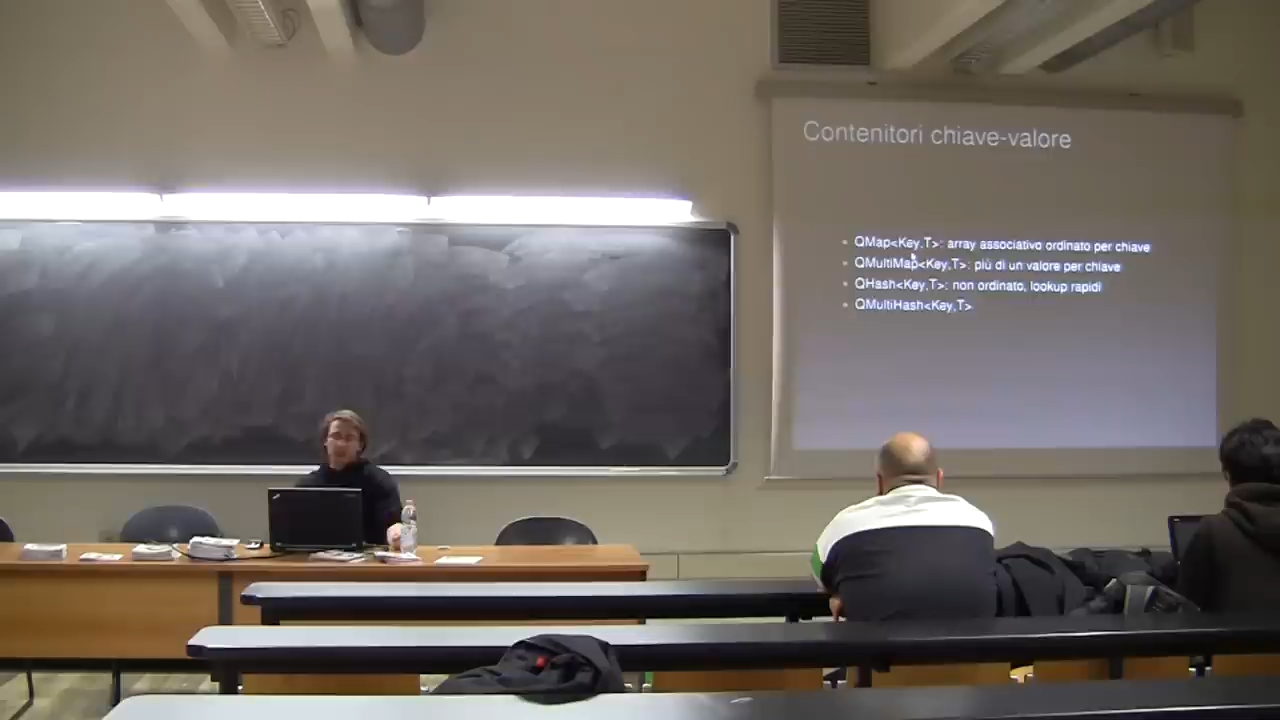 Contenitori chiave-valore
QMap<Key,T>: array associativo ordinato per chiave
QMultiMap<Key,T>: più di un valore per chiave
QHash<Key,T>: non ordinato, lookup rapidi
QMultiHash<Key,T>